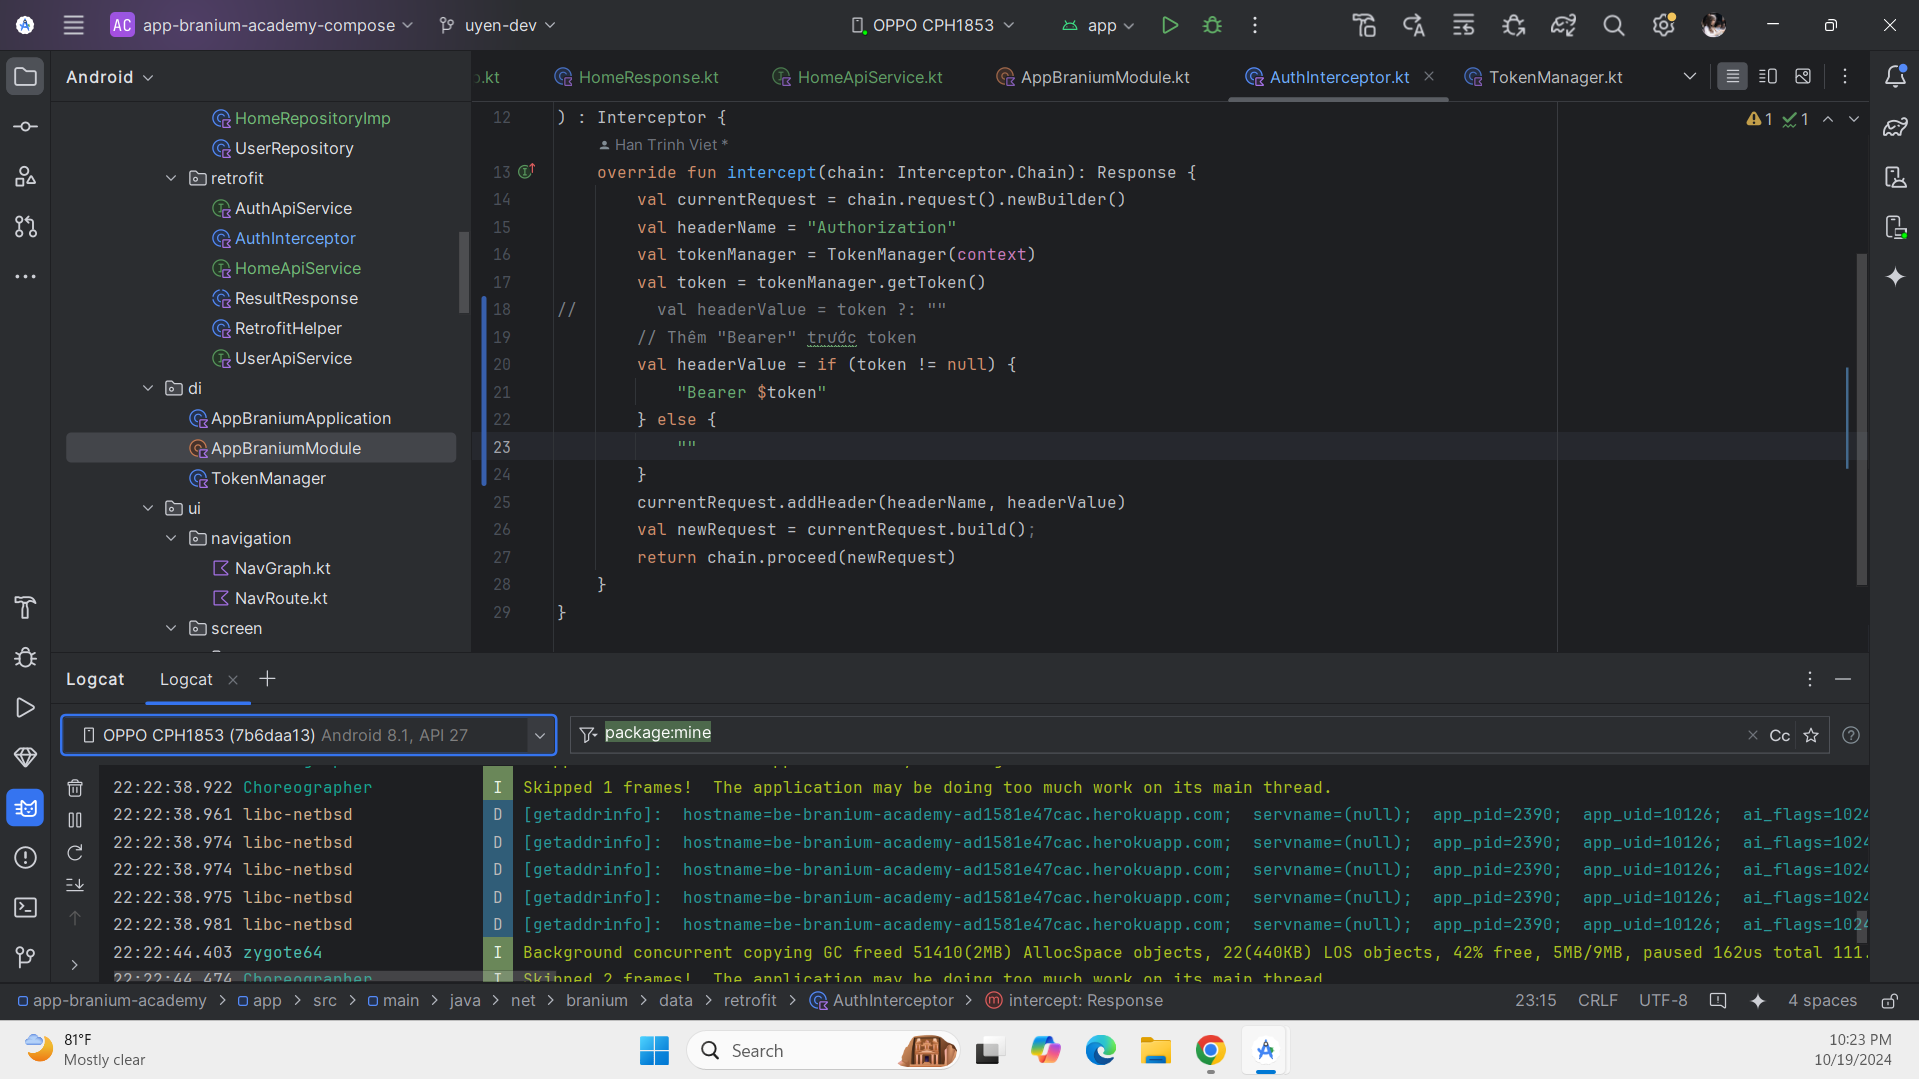 AC app-branium-academy-compose uyen-dev OPPO CPH1853 app
Android
.kt HomeResponse.kt HomeApiService.kt AppBraniumModule.kt AuthInterceptor.kt TokenManager.kt
HomeRepositoryImp
UserRepository
retrofit
AuthApiService
AuthInterceptor
HomeApiService
ResultResponse
RetrofitHelper
UserApiService
di
AppBraniumApplication
AppBraniumModule
TokenManager
ui
navigation
NavGraph.kt
NavRoute.kt
screen
1 1
12 ) : Interceptor {
Han Trinh Viet *
13 override fun intercept(chain: Interceptor.Chain): Response {
14 val currentRequest = chain.request().newBuilder()
15 val headerName = "Authorization"
16 val tokenManager = TokenManager(context)
17 val token = tokenManager.getToken()
18 // val headerValue = token ?: ""
19 // Thêm "Bearer" trước token
20 val headerValue = if (token != null) {
21 "Bearer $token"
22 } else {
23 ""
24 }
25 currentRequest.addHeader(headerName, headerValue)
26 val newRequest = currentRequest.build();
27 return chain.proceed(newRequest)
28 }
29 }
Logcat Logcat
OPPO CPH1853 (7b6daa13) Android 8.1, API 27 package:mine Cc
22:22:38.922 Choreographer I Skipped 1 frames! The application may be doing too much work on its main thread.
22:22:38.961 libc-netbsd D [getaddrinfo]: hostname=be-branium-academy-ad1581e47cac.herokuapp.com; servname=(null); app_pid=2390; app_uid=10126; ai_flags=1024
22:22:38.974 libc-netbsd D [getaddrinfo]: hostname=be-branium-academy-ad1581e47cac.herokuapp.com; servname=(null); app_pid=2390; app_uid=10126; ai_flags=1024
22:22:38.974 libc-netbsd D [getaddrinfo]: hostname=be-branium-academy-ad1581e47cac.herokuapp.com; servname=(null); app_pid=2390; app_uid=10126; ai_flags=1024
22:22:38.975 libc-netbsd D [getaddrinfo]: hostname=be-branium-academy-ad1581e47cac.herokuapp.com; servname=(null); app_pid=2390; app_uid=10126; ai_flags=1024
22:22:38.981 libc-netbsd D [getaddrinfo]: hostname=be-branium-academy-ad1581e47cac.herokuapp.com; servname=(null); app_pid=2390; app_uid=10126; ai_flags=1024
22:22:44.403 zygote64 I Background concurrent copying GC freed 51410(2MB) AllocSpace objects, 22(440KB) LOS objects, 42% free, 5MB/9MB, paused 162us total 111.
22:22:44.474 Choreographer I Skipped 2 frames! The application may be doing too much work on its main thread.
app-branium-academy > app > src > main > java > net > branium > data > retrofit > AuthInterceptor > intercept: Response 23:15 CRLF UTF-8 4 spaces
81°F
Mostly clear
Search
10:23 PM
10/19/2024